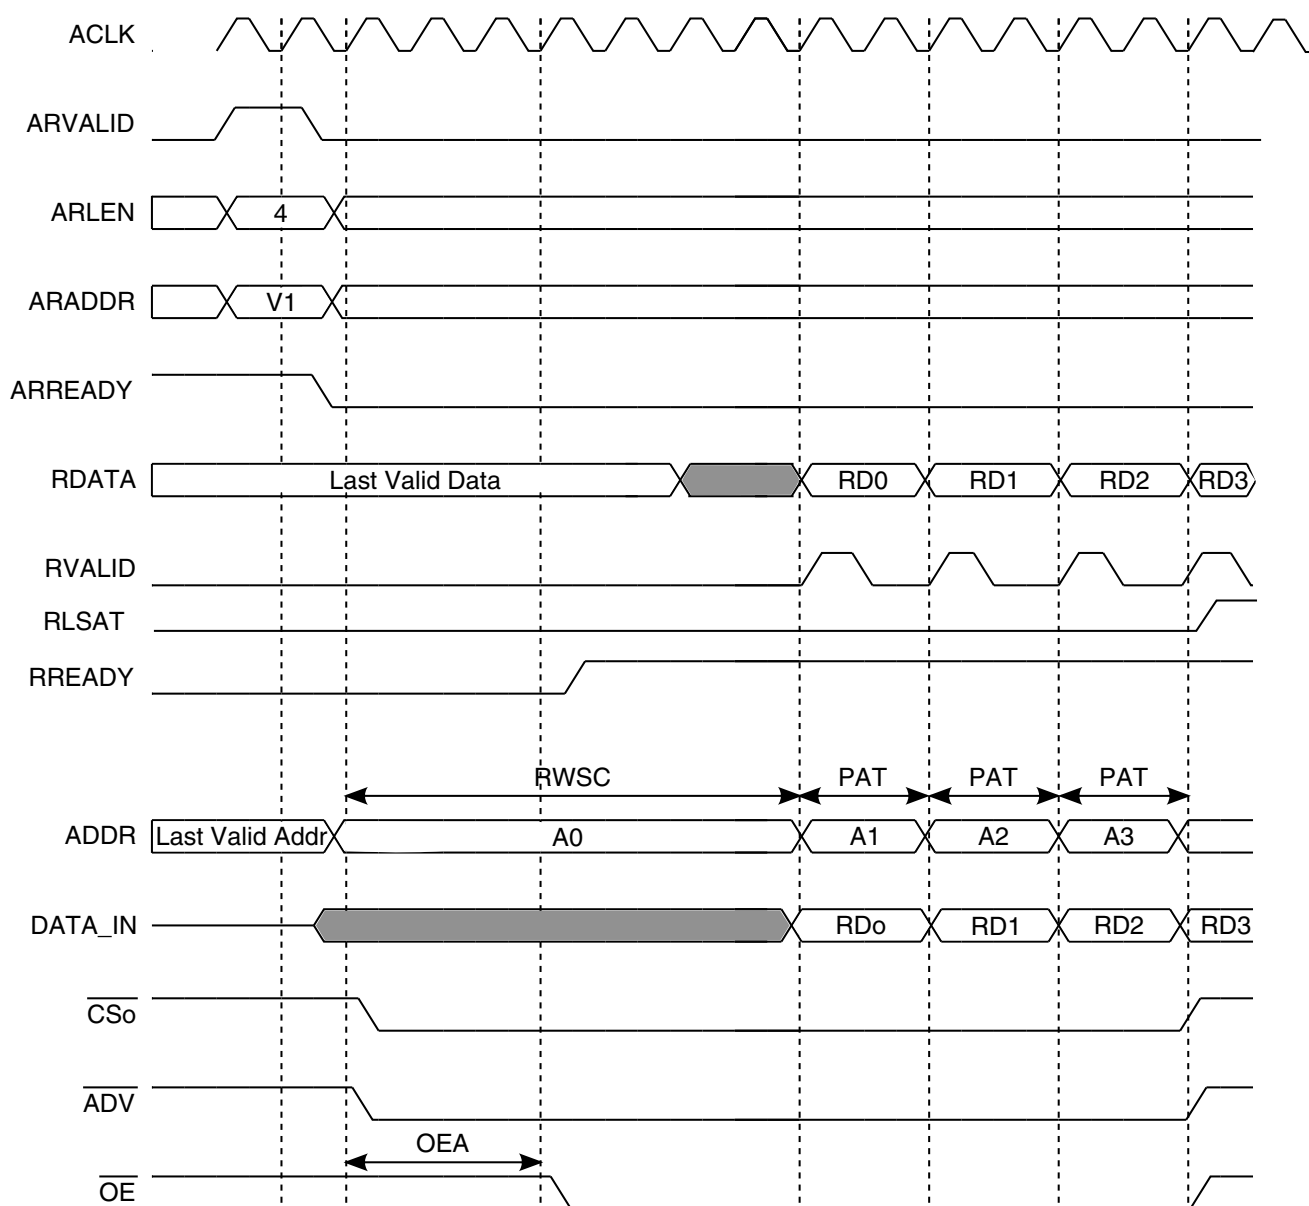 ACLK
ARVALID
ARLEN 4
ARADDR V1
ARREADY
RDATA Last Valid Data RD0 RD1 RD2 RD3
RVALID
RLSAT
RREADY
RWSC PAT PAT PAT
ADDR Last Valid Addr A0 A1 A2 A3
DATA_IN RDo RD1 RD2 RD3
CSo
ADV
OEA
OE